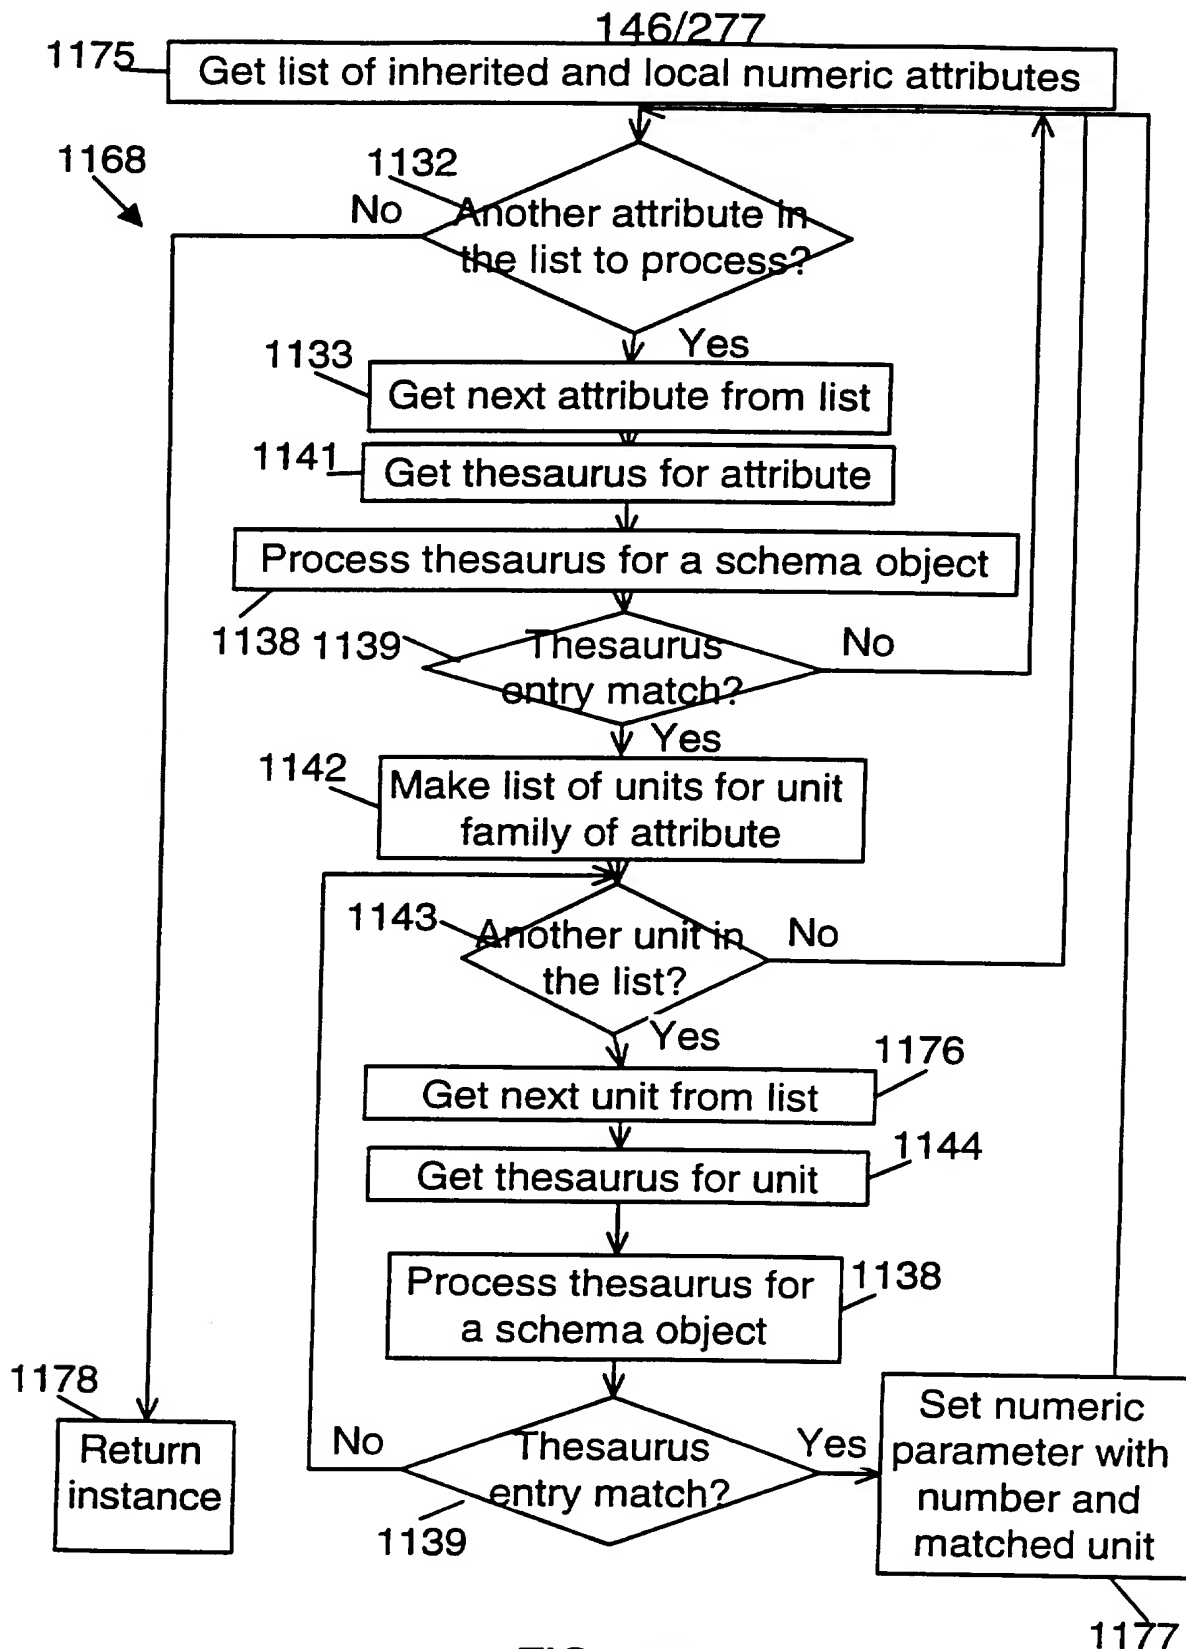 146/277
1175
Get list of inherited and local numeric attributes
1168
1132
No
Another attribute in
the list to process?
Yes
1133
Get next attribute from list
1141
Get thesaurus for attribute
Process thesaurus for a schema object
1138
1139
Thesaurus
entry match?
No
Yes
1142
Make list of units for unit
family of attribute
1143
Another unit in
the list?
No
Yes
1176
Get next unit from list
1144
Get thesaurus for unit
Process thesaurus for
a schema object
1138
1178
Return
instance
No
Thesaurus
entry match?
Yes
1139
Set numeric
parameter with
number and
matched unit
1177